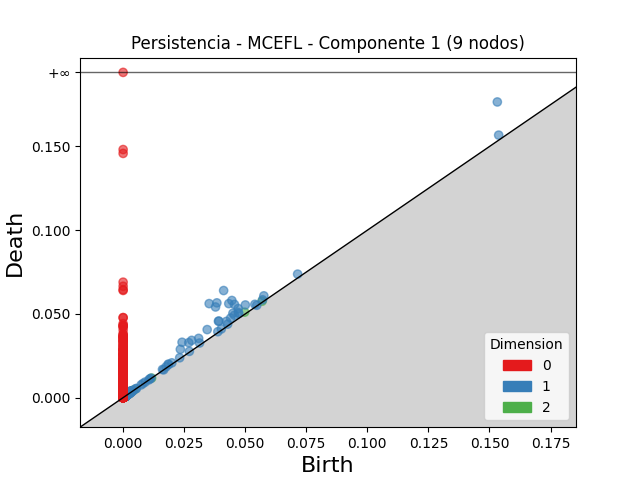 Persistencia - MCEFL - Componente 1 (9 nodos)
+∞
0.150
0.100
0.050
0.000
Death
0.000 0.025 0.050 0.075 0.100 0.125 0.150 0.175
Birth
Dimension
0
1
2